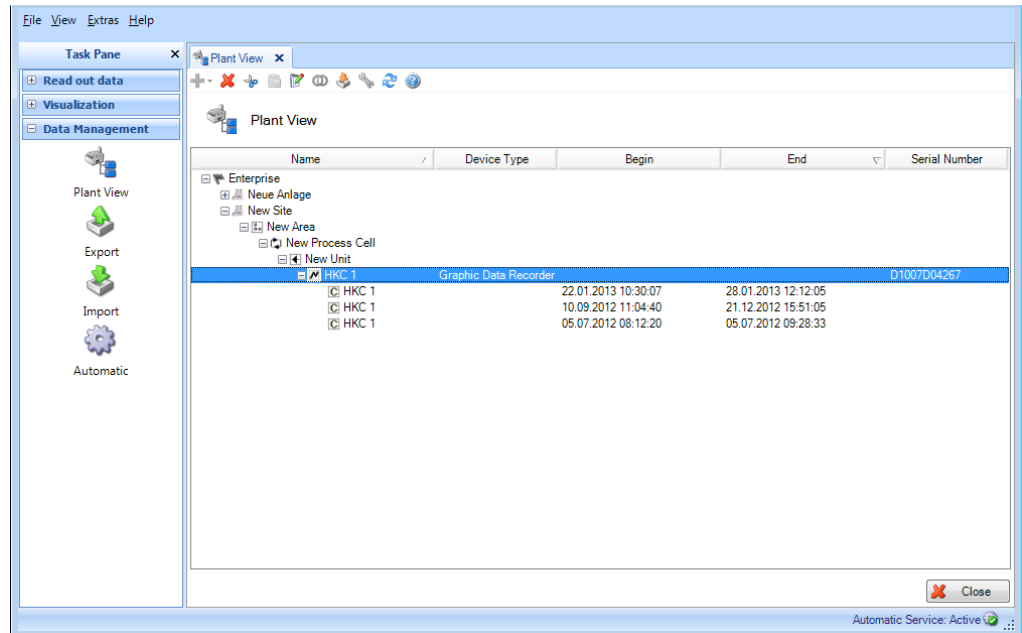 File View Extras Help
Task Pane
Plant View
Read out data
Visualization
Data Management
Plant View
Export
Import
Automatic
Plant View
Name Device Type Begin End Serial Number
Enterprise
Neue Anlage
New Site
New Area
New Process Cell
New Unit
HKC 1 Graphic Data Recorder D1007D04267
C HKC 1 22.01.2013 10:30:07 28.01.2013 12:12:05
C HKC 1 10.09.2012 11:04:40 21.12.2012 15:51:05
C HKC 1 05.07.2012 08:12:20 05.07.2012 09:28:33
Close
Automatic Service: Active